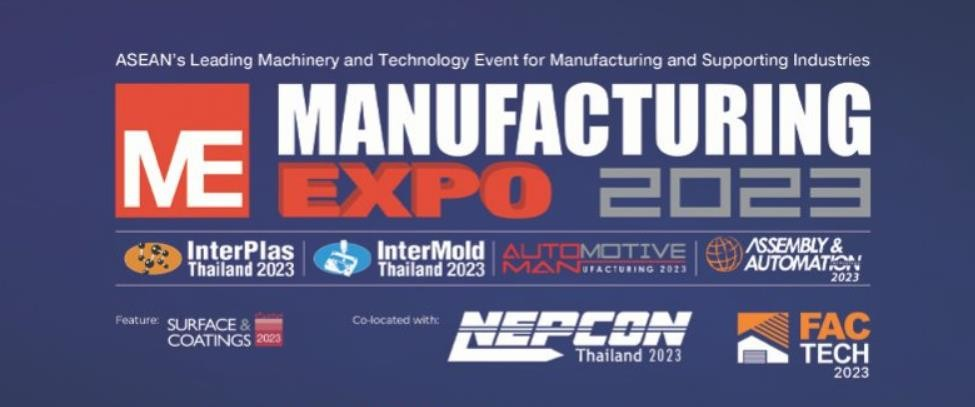 ASEAN's Leading Machinery and Technology Event for Manufacturing and Supporting Industries
ME
MANUFACTURING
EXPO 2023
InterPlas
Thailand 2023
InterMold
Thailand 2023
AUTOMOTIVE
MANUFACTURING 2023
ASSEMBLY &
AUTOMATION
2023
Feature:
SURFACE &
COATINGS 2023
Co-located with:
NEPCON
Thailand 2023
FAC
TECH
2023